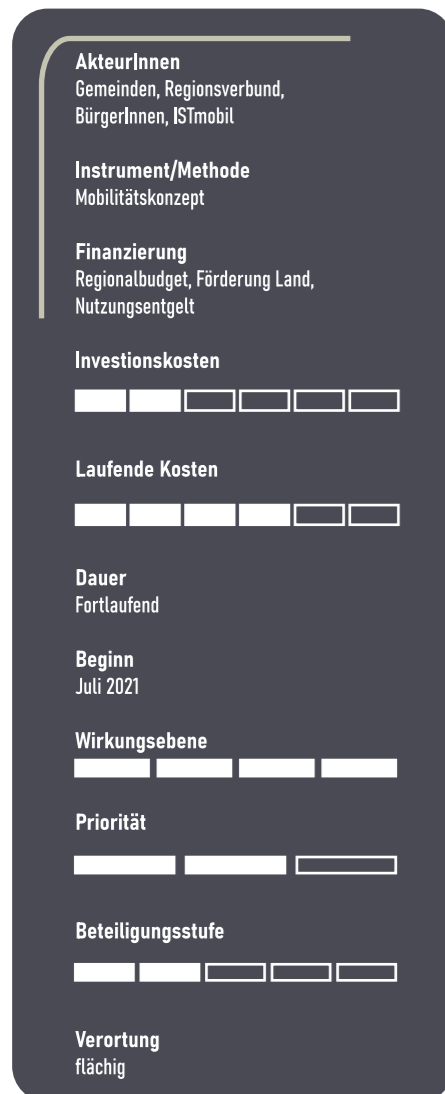 AkteurInnen
Gemeinden, Regionsverbund,
BürgerInnen, ISTmobil
Instrument/Methode
Mobilitätskonzept
Finanzierung
Regionalbudget, Förderung Land,
Nutzungsentgelt
Investionskosten
Laufende Kosten
Dauer
Fortlaufend
Beginn
Juli 2021
Wirkungsebene
Priorität
Beteiligungsstufe
Verortung
flächig